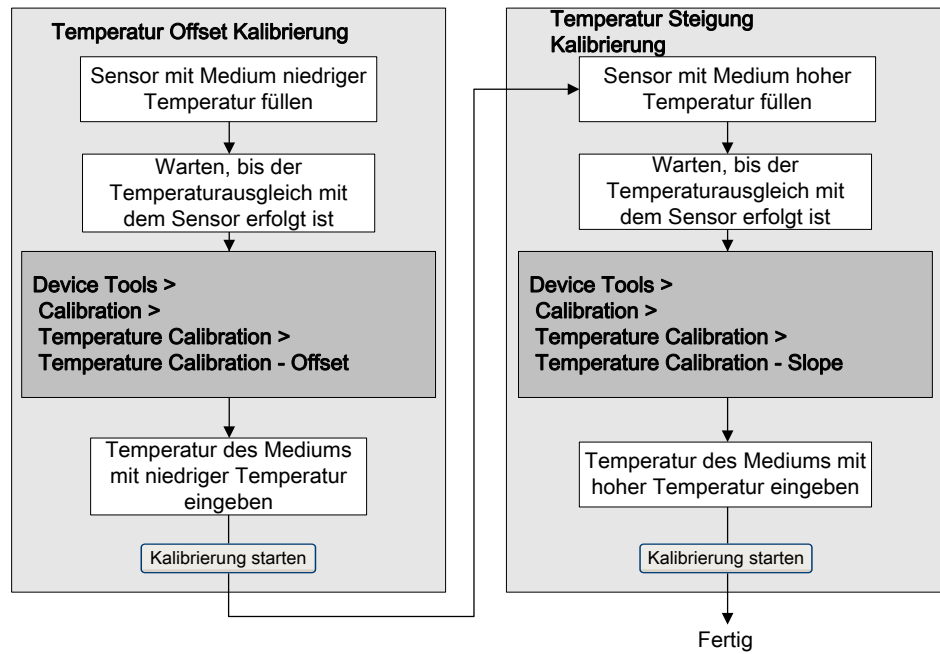 Temperatur Offset Kalibrierung
Sensor mit Medium niedriger
Temperatur füllen
Warten, bis der
Temperaturausgleich mit
dem Sensor erfolgt ist
Device Tools >
Calibration >
Temperature Calibration >
Temperature Calibration - Offset
Temperatur des Mediums
mit niedriger Temperatur
eingeben
Kalibrierung starten
Temperatur Steigung
Kalibrierung
Sensor mit Medium hoher
Temperatur füllen
Warten, bis der
Temperaturausgleich mit
dem Sensor erfolgt ist
Device Tools >
Calibration >
Temperature Calibration >
Temperature Calibration - Slope
Temperatur des Mediums mit
hoher Temperatur eingeben
Kalibrierung starten
Fertig